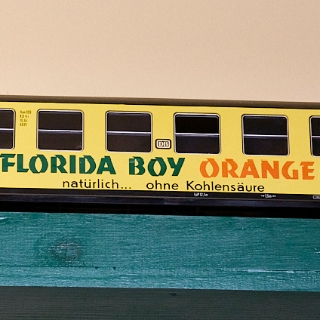 FLORIDA BOY ORANGE
natürlich... ohne Kohlensäure